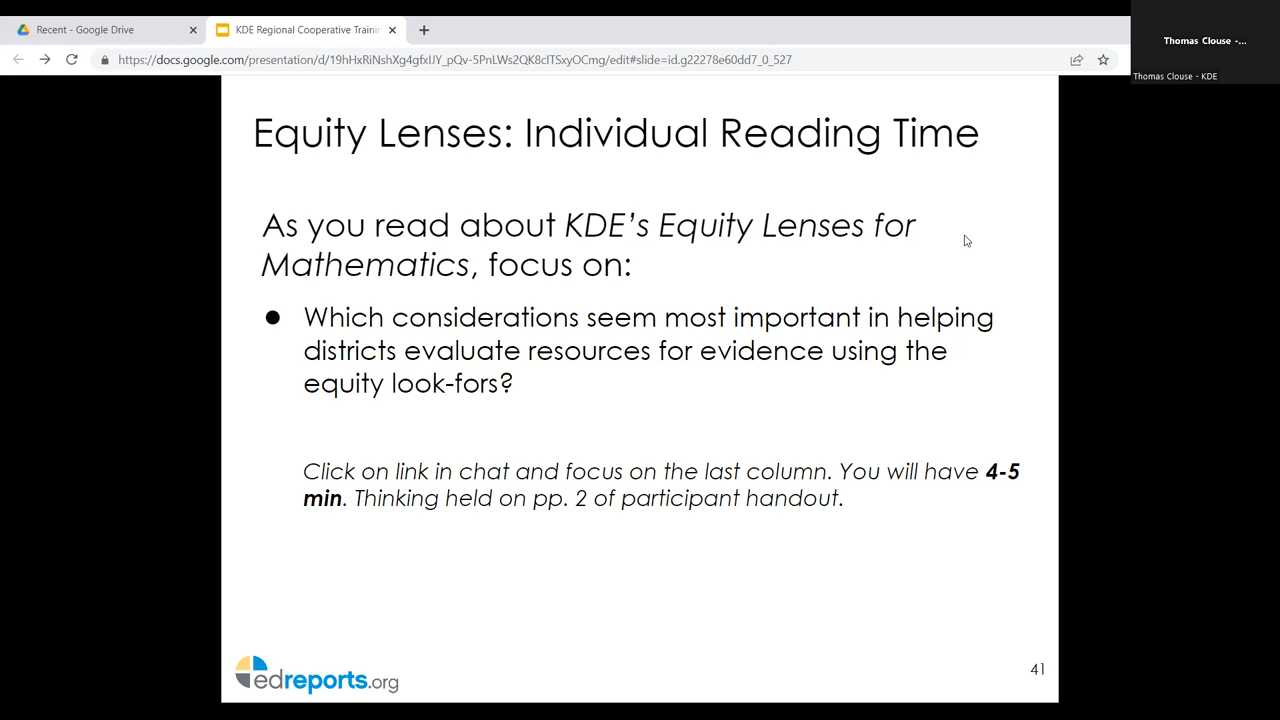 Recent - Google Drive
KDE Regional Cooperative Trainin
https://docs.google.com/presentation/d/19hHxRiNshXg4gfxIJY_pQv-5PnLWs2QK8cITSxyOCmg/edit#slide=id.g22278e60dd7_0_527
Thomas Clouse -...
Thomas Clouse - KDE
Equity Lenses: Individual Reading Time
As you read about KDE's Equity Lenses for
Mathematics, focus on:
● Which considerations seem most important in helping
districts evaluate resources for evidence using the
equity look-fors?
Click on link in chat and focus on the last column. You will have 4-5
min. Thinking held on pp. 2 of participant handout.
edreports.org
41